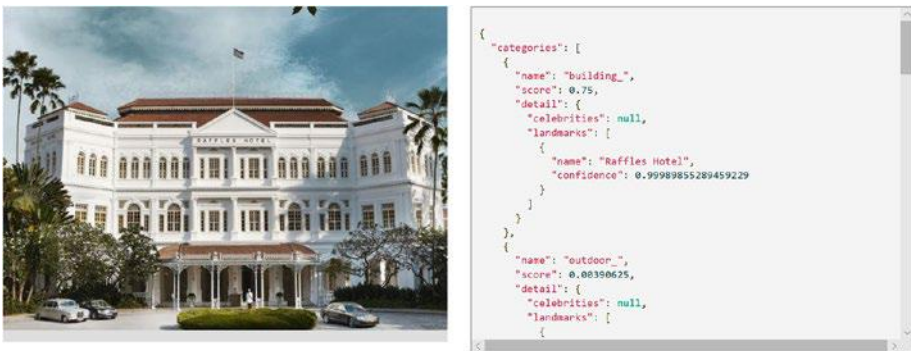 RAFFLES HOTEL
{
"categories": [
{
"name": "building_",
"score": 0.75,
"detail": {
"celebrities": null,
"landmarks": [
{
"name": "Raffles Hotel",
"confidence": 0.99989855289459229
}
]
}
},
{
"name": "outdoor_",
"score": 0.00390625,
"detail": {
"celebrities": null,
"landmarks": [
{